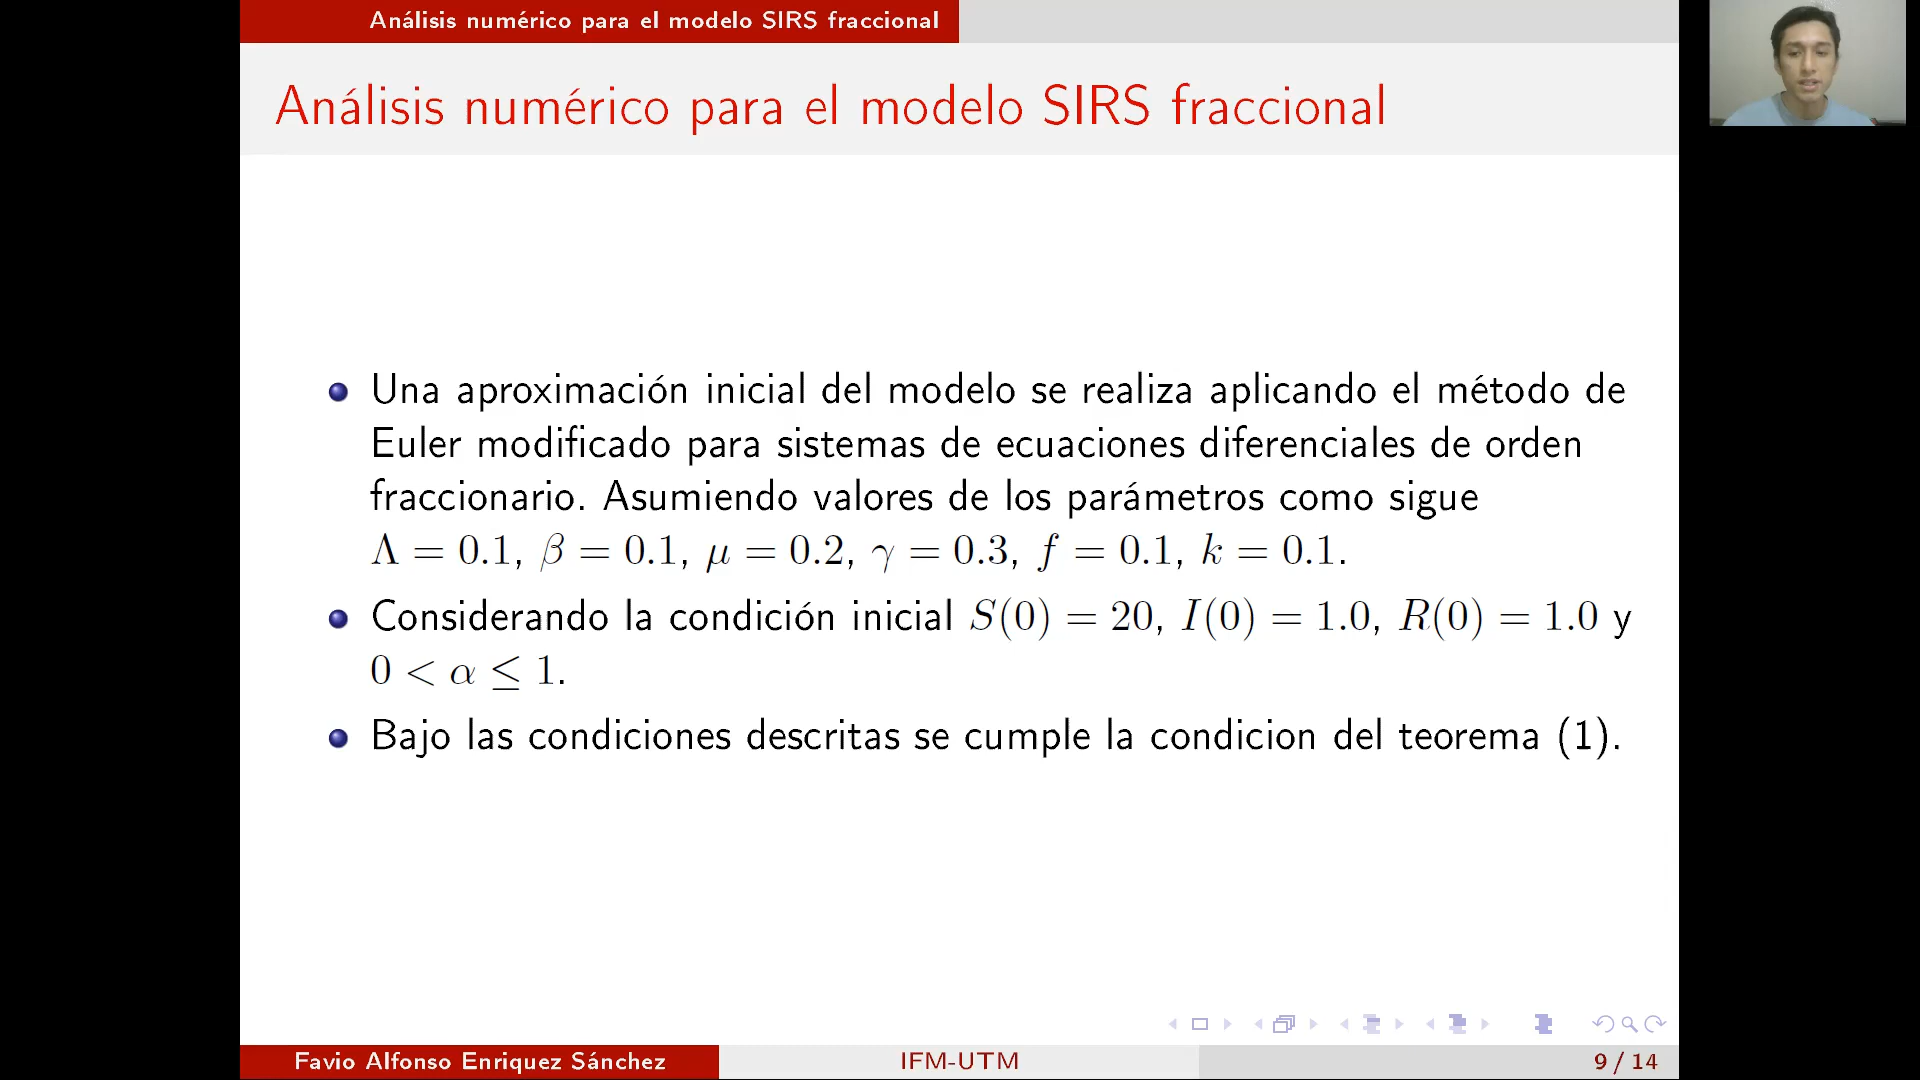 Análisis numérico para el modelo SIRS fraccional
Análisis numérico para el modelo SIRS fraccional
Una aproximación inicial del modelo se realiza aplicando el método de
Euler modificado para sistemas de ecuaciones diferenciales de orden
fraccionario. Asumiendo valores de los parámetros como sigue
Λ = 0.1, β = 0.1, μ = 0.2, γ = 0.3, f = 0.1, k = 0.1.
Considerando la condición inicial S(0) = 20, I(0) = 1.0, R(0) = 1.0 y
0 < α ≤ 1.
Bajo las condiciones descritas se cumple la condicion del teorema (1).
Favio Alfonso Enriquez Sánchez IFM-UTM 9 / 14